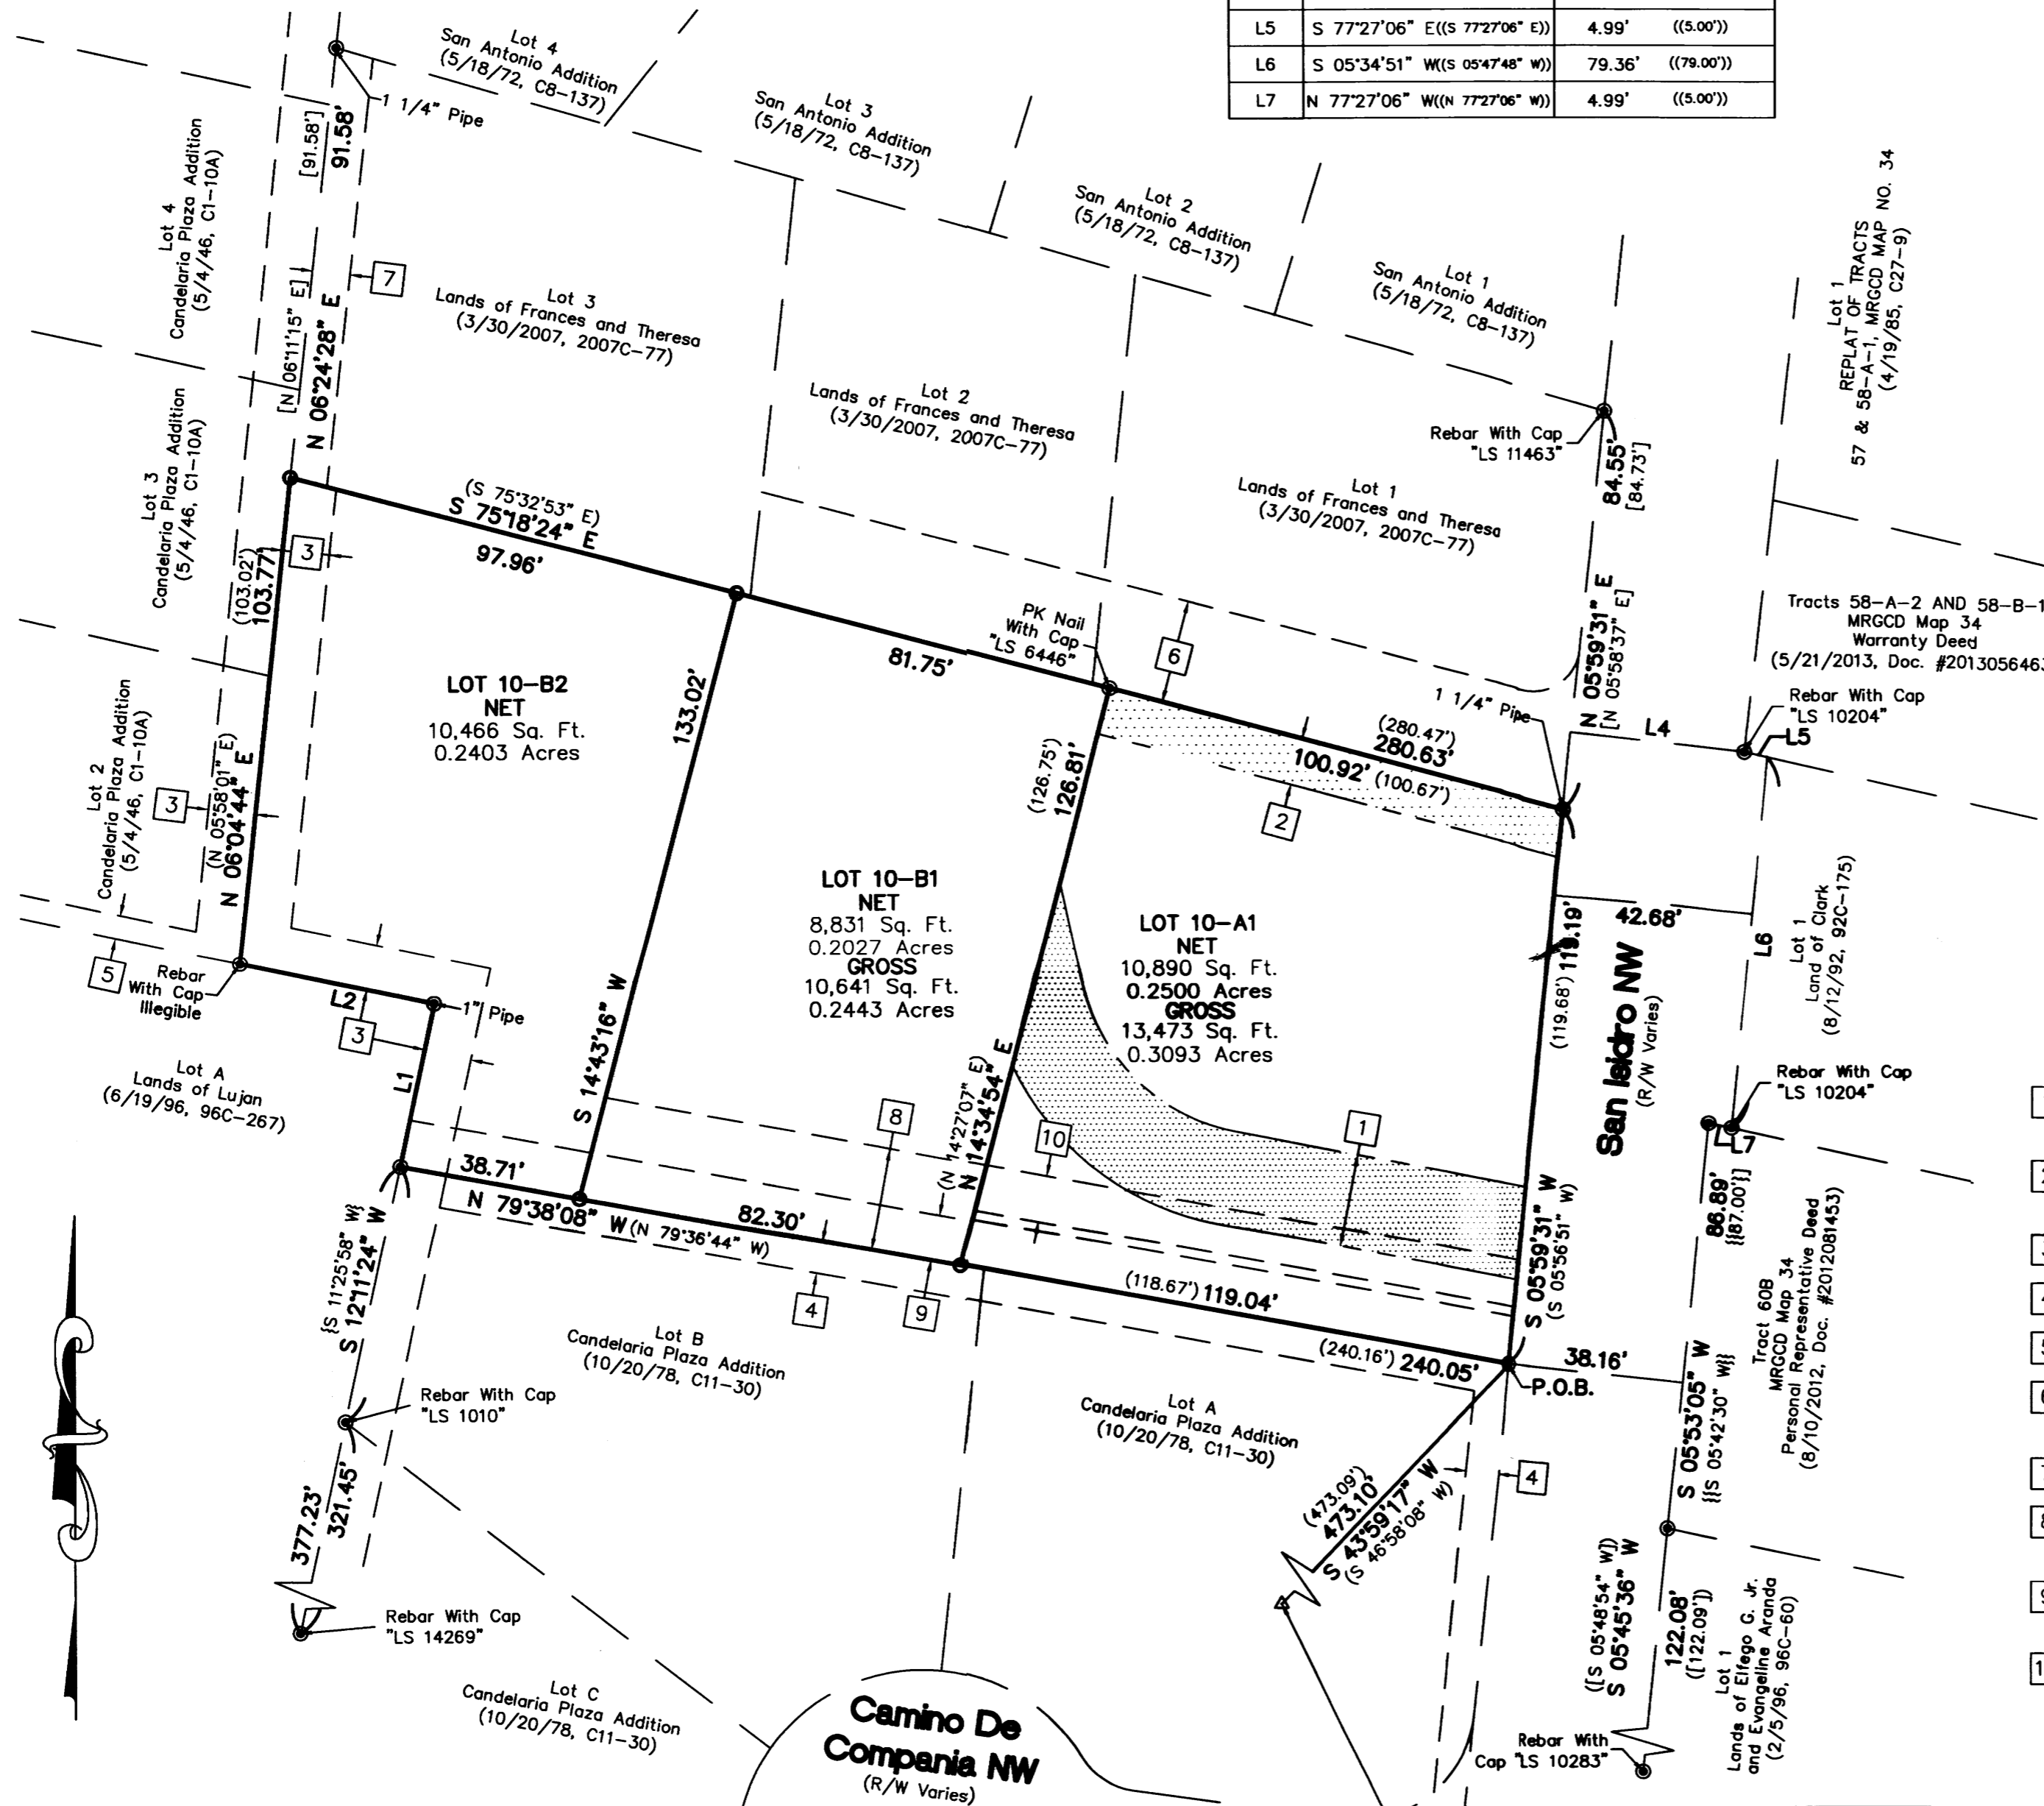 L5 S 77°27'06" E((S 77°27'06" E)) 4.99' ((5.00'))
L6 S 05°34'51" W((S 05°47'48" W)) 79.36' ((79.00'))
L7 N 77°27'06" W((N 77°27'06" W)) 4.99' ((5.00'))
Lot 4
San Antonio Addition
(5/18/72, C8-137)
1 1/4" Pipe
[91.58']
91.58'
Lot 3
San Antonio Addition
(5/18/72, C8-137)
Lot 2
San Antonio Addition
(5/18/72, C8-137)
Lot 1
San Antonio Addition
(5/18/72, C8-137)
Lot 1
REPLAT OF TRACTS
57 & 58-A-1, MRGCD MAP NO. 34
(4/19/85, C27-9)
Lot 4
Candelaria Plaza Addition
(5/4/46, C1-10A)
[N 06°11'15" E]
N 06°24'28" E
7
Lot 3
Lands of Frances and Theresa
(3/30/2007, 2007C-77)
Lot 2
Lands of Frances and Theresa
(3/30/2007, 2007C-77)
Lot 1
Lands of Frances and Theresa
(3/30/2007, 2007C-77)
Rebar With Cap
"LS 11463"
84.55'
[84.73']
Lot 3
Candelaria Plaza Addition
(5/4/46, C1-10A)
(S 75°32'53" E)
S 75°18'24" E
97.96'
3
(103.02')
103.77'
N 05°59'31" E
[N 05°58'37" E]
Tracts 58-A-2 AND 58-B-1
MRGCD Map 34
Warranty Deed
(5/21/2013, Doc. #2013056463
PK Nail
With Cap
"LS 6446"
6
81.75'
133.02'
LOT 10-B2
NET
10,466 Sq. Ft.
0.2403 Acres
1 1/4" Pipe
L4
Rebar With Cap
"LS 10204"
L5
(280.47')
280.63'
100.92' (100.67')
2
(126.75')
126.81'
Lot 2
Candelaria Plaza Addition
(5/4/46, C1-10A)
3
(N 05°58'01" E)
N 06°04'44" E
LOT 10-B1
NET
8,831 Sq. Ft.
0.2027 Acres
GROSS
10,641 Sq. Ft.
0.2443 Acres
LOT 10-A1
NET
10,890 Sq. Ft.
0.2500 Acres
GROSS
13,473 Sq. Ft.
0.3093 Acres
(119.68') 119.19'
42.68'
L6
San Isidro NW
(R/W Varies)
Lot 1
Land of Clark
(8/12/92, 92C-175)
5
Rebar
With Cap
Illegible
L2
3
1" Pipe
L1
Lot A
Lands of Lujan
(6/19/96, 96C-267)
S 14°43'16" W
(N 14°27'07" E)
N 14°34'54" E
8
10
1
Rebar With Cap
"LS 10204"
L7
86.89'
{{87.00'}}
38.71'
N 79°38'08" W (N 79°36'44" W)
82.30'
4
9
(118.67') 119.04'
(240.16') 240.05'
S 05°59'31" W
(S 05°56'51" W)
38.16'
P.O.B.
{S 11°25'58" W}
S 12°11'24" W
Lot B
Candelaria Plaza Addition
(10/20/78, C11-30)
Lot A
Candelaria Plaza Addition
(10/20/78, C11-30)
Tract 60B
MRGCD Map 34
Personal Representative Deed
(8/10/2012, Doc. #2012081453)
S 05°53'05" W
{{S 05°42'30" W}}
Rebar With Cap
"LS 1010"
377.23'
321.45'
(473.09')
473.10'
S 43°59'17" W
(S 46°58'08" W)
4
Rebar With Cap
"LS 14269"
([S 05°48'54" W])
S 05°45'36" W
122.08'
([122.09'])
Lot 1
Lands of Elfego G. Jr.
and Evangeline Aranda
(2/5/96, 96C-60)
Lot C
Candelaria Plaza Addition
(10/20/78, C11-30)
Camino De
Compania NW
(R/W Varies)
Rebar With
Cap "LS 10283"